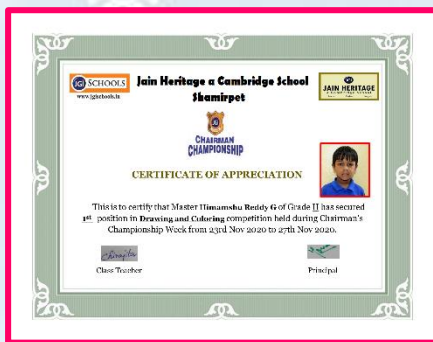 JGI SCHOOLS
www.jgischools.in
Jain Heritage a Cambridge School
Shamirpet
JGI
JAIN HERITAGE
CHAIRMAN
CHAMPIONSHIP
CERTIFICATE OF APPRECIATION
This is to certify that Master Himamshu Reddy G of Grade II has secured
1st position in Drawing and Coloring competition held during Chairman's
Championship Week from 23rd Nov 2020 to 27th Nov 2020.
Class Teacher
Principal